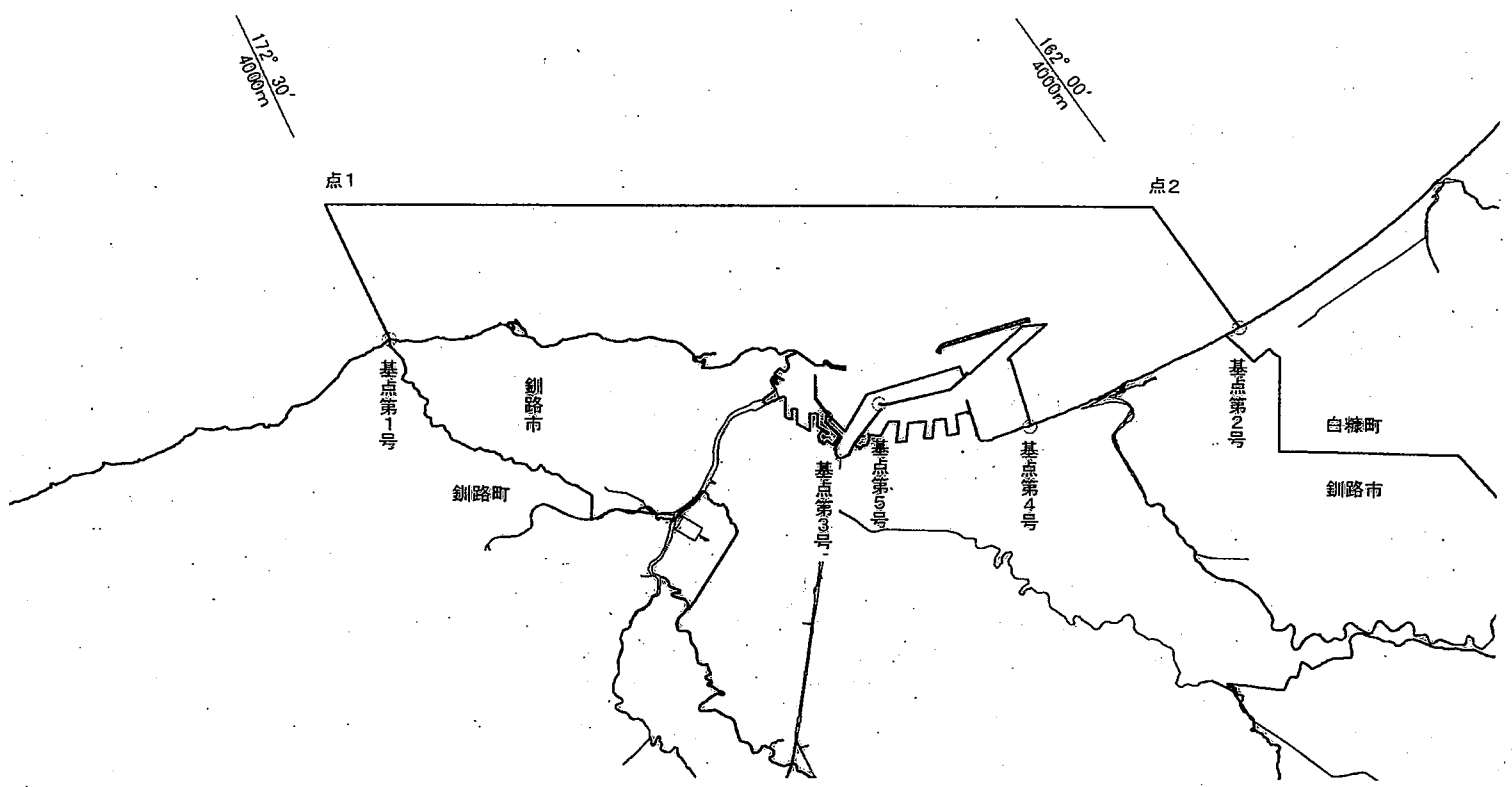 172° 30′
4000m
162° 00′
4000m
点1
点2
基点第1号
釧路市
釧路町
基点第3号
基点第5号
基点第4号
基点第2号
白糠町
釧路市